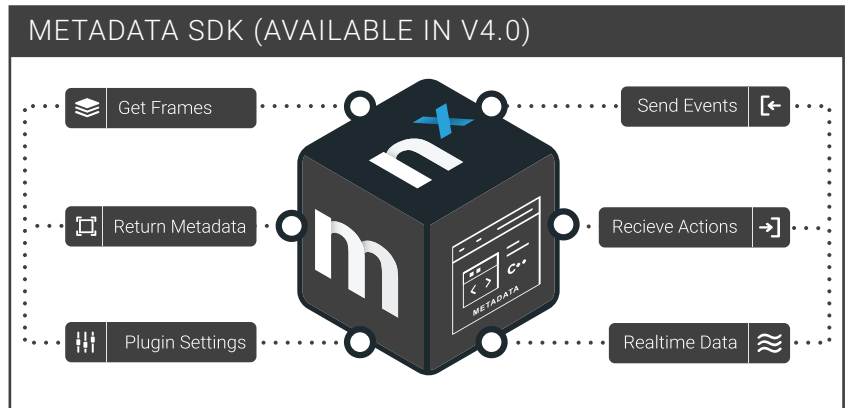 METADATA SDK (AVAILABLE IN V4.0)
Get Frames
Send Events
nx
m
Return Metadata
Recieve Actions
C++
< >
METADATA
Plugin Settings
Realtime Data